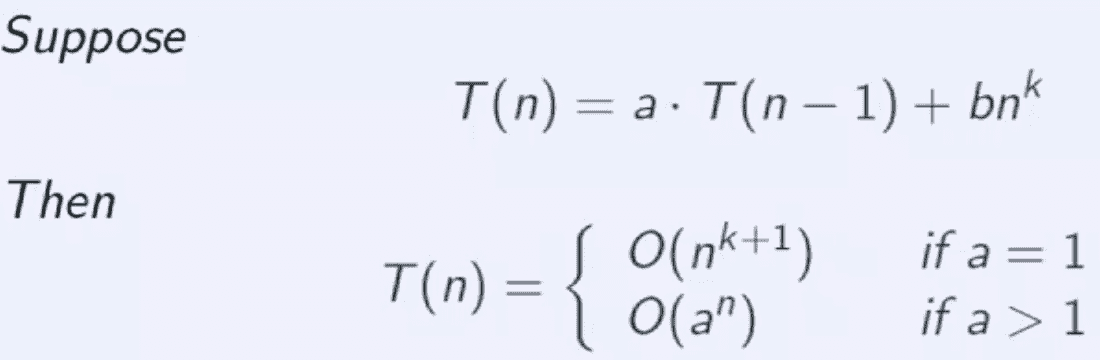 Suppose
T(n) = a · T(n − 1) + bn^k
Then
T(n) = { O(n^{k+1}) if a = 1
O(a^n) if a > 1